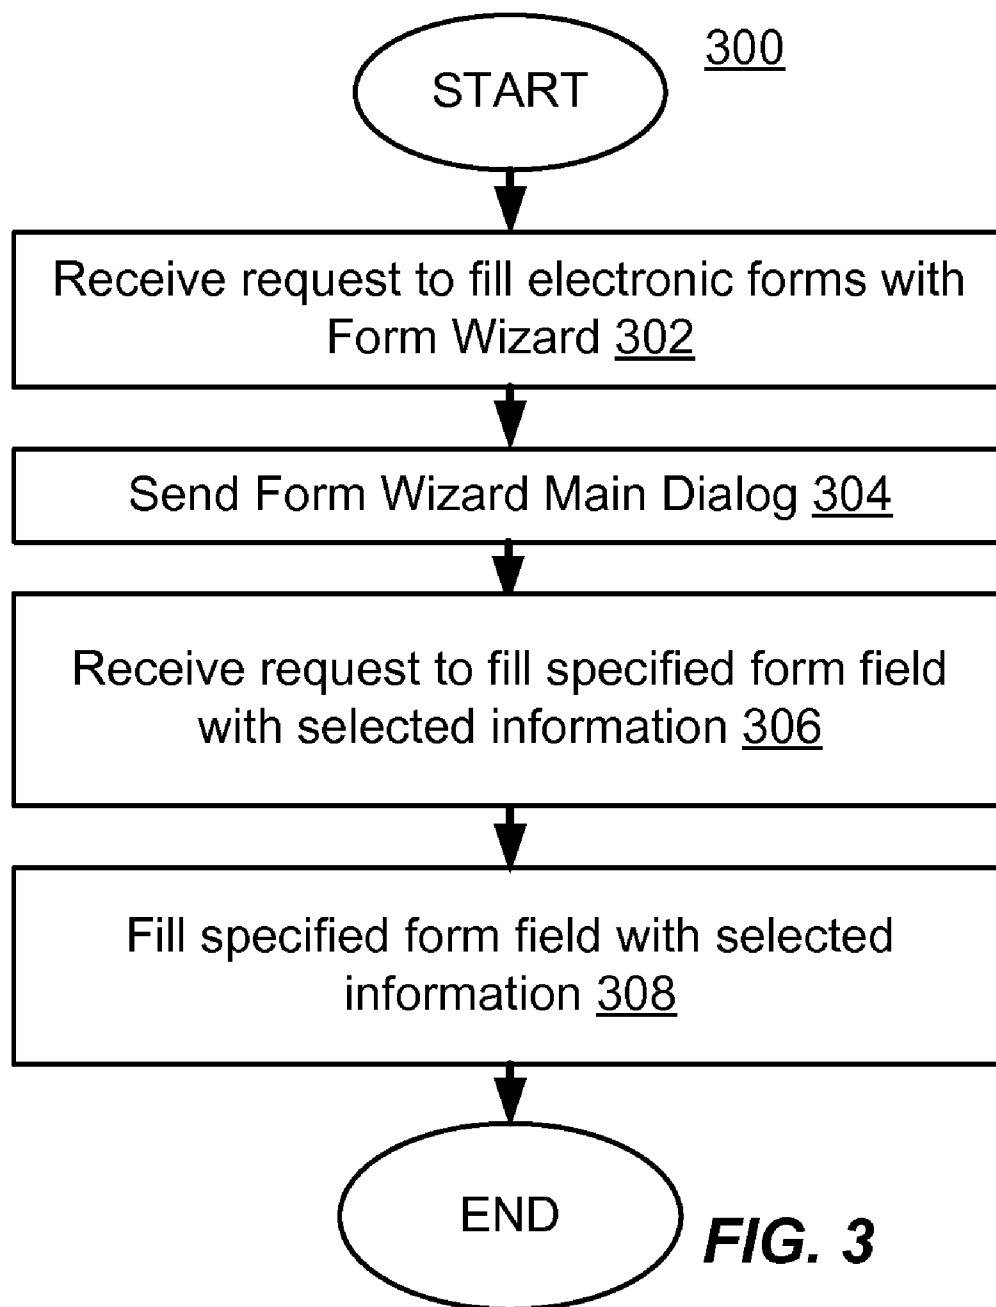 START
300
Receive request to fill electronic forms with
Form Wizard 302
Send Form Wizard Main Dialog 304
Receive request to fill specified form field
with selected information 306
Fill specified form field with selected
information 308
END
FIG. 3